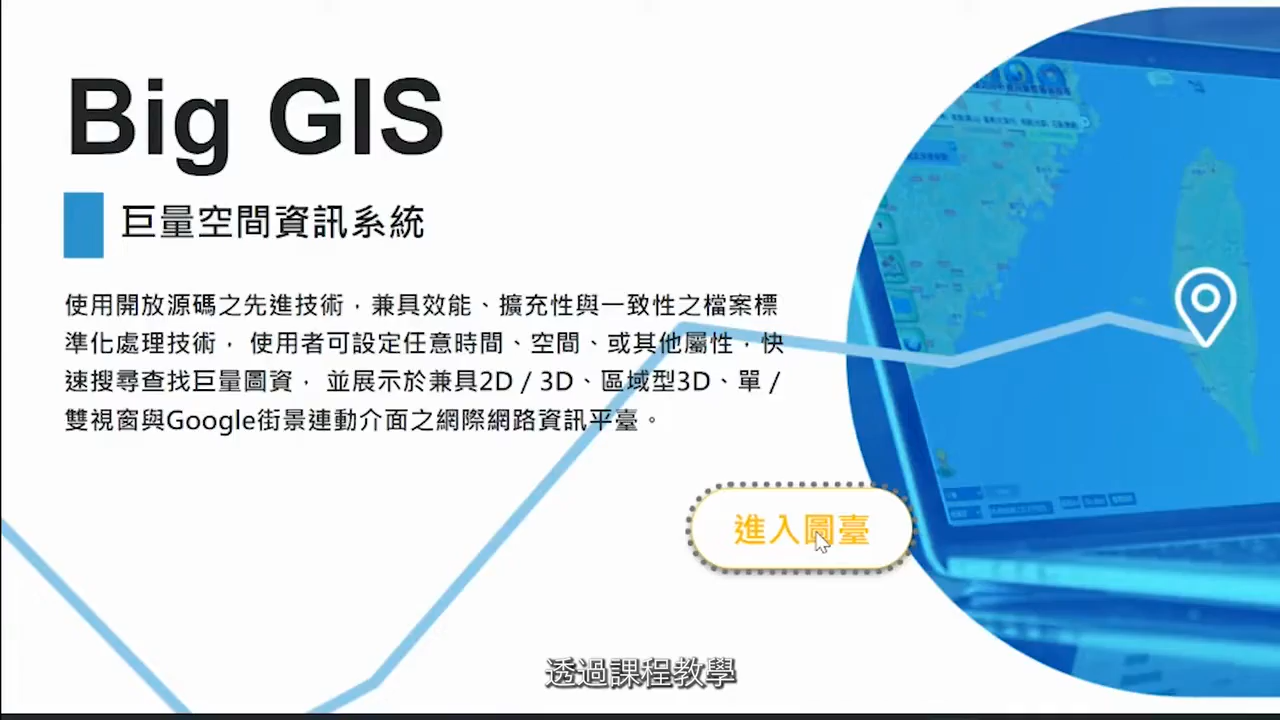 Big GIS
巨量空間資訊系統
使用開放源碼之先進技術，兼具效能、擴充性與一致性之檔案標
準化處理技術， 使用者可設定任意時間、空間、或其他屬性，快
速搜尋查找巨量圖資， 並展示於兼具2D / 3D、區域型3D、單 /
雙視窗與Google街景連動介面之網際網路資訊平臺。
進入圖臺
透過課程教學